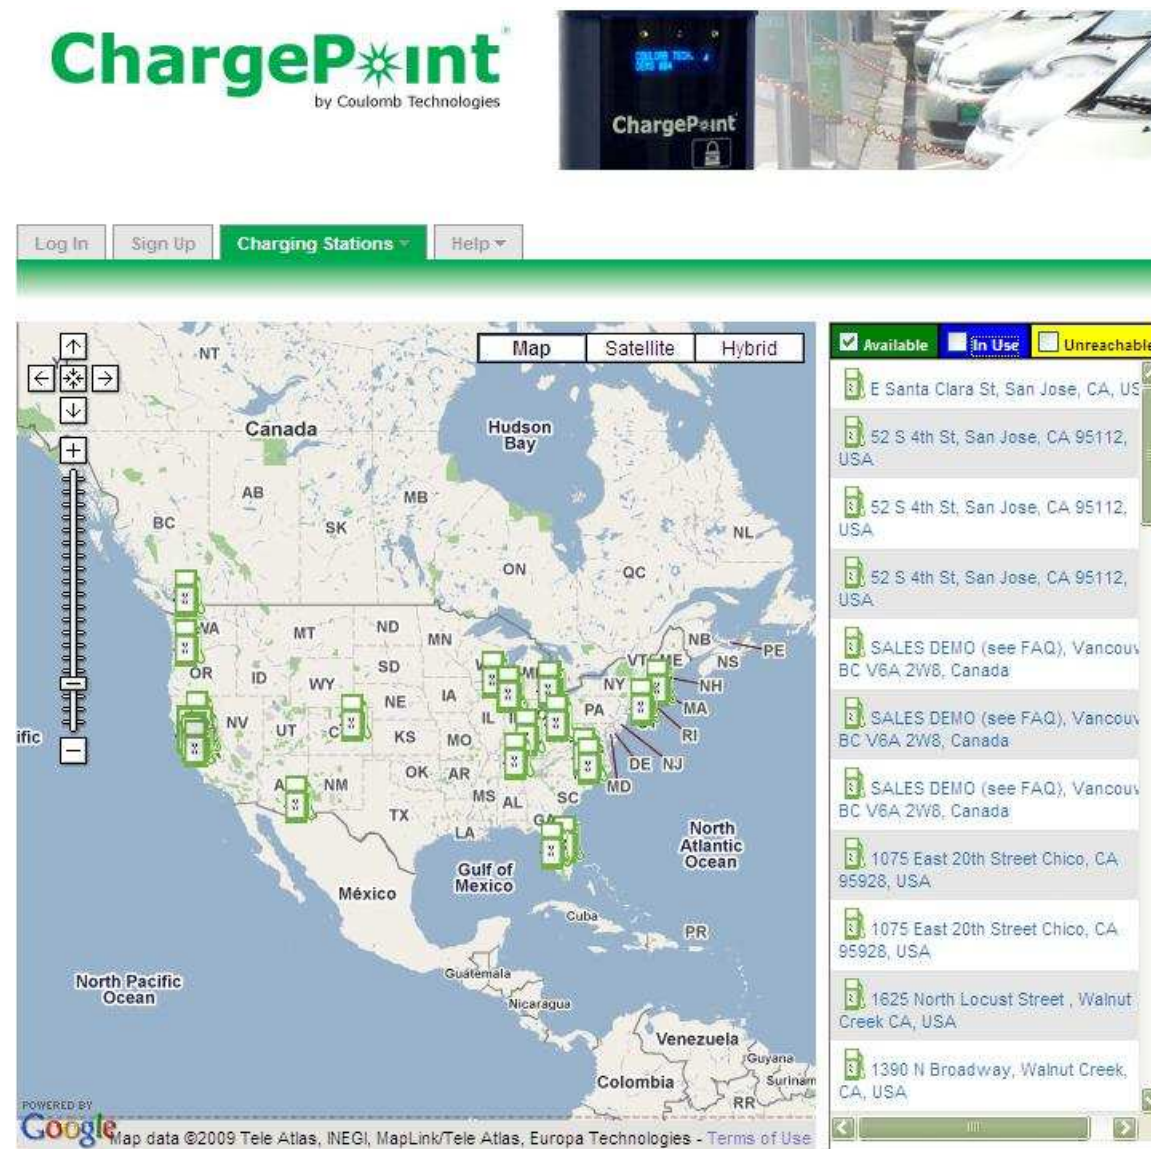 ChargePoint
by Coulomb Technologies
COULOMB TECH.
ChargePoint
Log In
Sign Up
Charging Stations
Help
Map
Satellite
Hybrid
Available
In Use
Unreachable
NT
Canada
Hudson
Bay
AB
MB
BC
SK
NL
ON
QC
WA
MT
ND
MN
NB
PE
VT
ME
NS
OR
ID
SD
WY
NY
NH
NE
IA
PA
MA
NV
UT
IL
RI
KS
MO
DE
NJ
OK
AR
MD
NM
MS
AL
SC
TX
GA
LA
North
Atlantic
Ocean
Gulf of
Mexico
México
Cuba
PR
North Pacific
Ocean
Guatemala
Nicaragua
Venezuela
Guyana
Colombia
Surinam
RR
POWERED BY
Google
Map data ©2009 Tele Atlas, INEGI, MapLink/Tele Atlas, Europa Technologies - Terms of Use
E Santa Clara St, San Jose, CA, US
52 S 4th St, San Jose, CA 95112,
USA
52 S 4th St, San Jose, CA 95112,
USA
52 S 4th St, San Jose, CA 95112,
USA
SALES DEMO (see FAQ), Vancouv
BC V6A 2W8, Canada
SALES DEMO (see FAQ), Vancouv
BC V6A 2W8, Canada
SALES DEMO (see FAQ), Vancouv
BC V6A 2W8, Canada
1075 East 20th Street Chico, CA
95928, USA
1075 East 20th Street Chico, CA
95928, USA
1625 North Locust Street , Walnut
Creek CA, USA
1390 N Broadway, Walnut Creek,
CA, USA